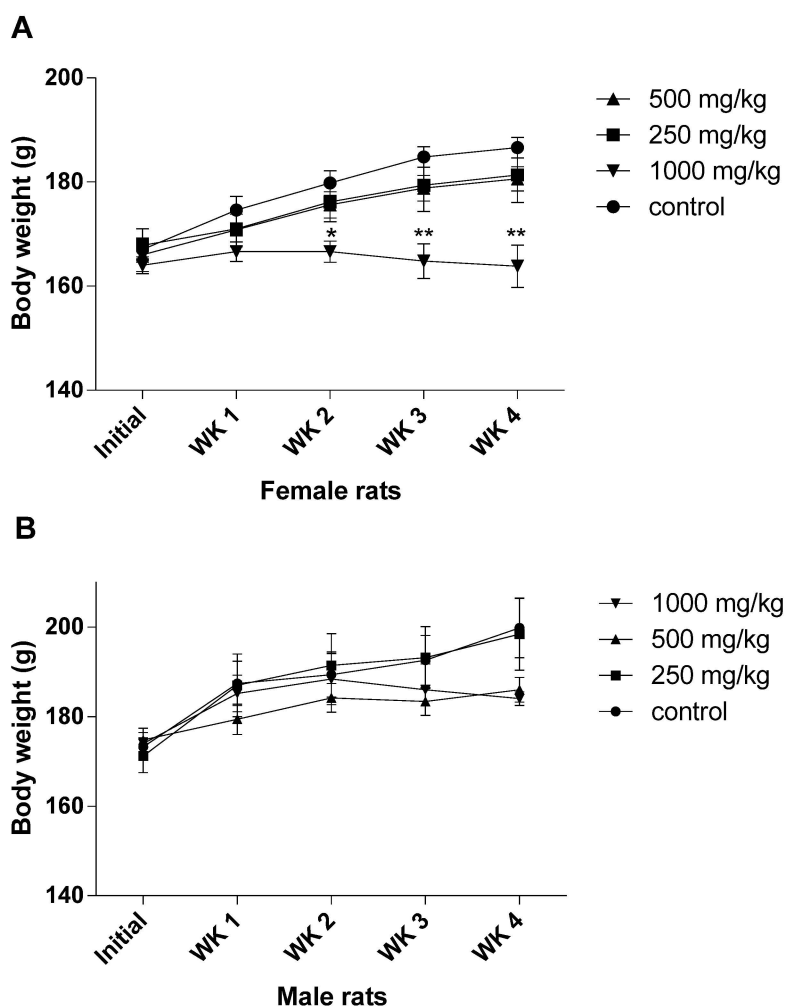 A
200
180
160
140
Body weight (g)
* ** **
Initial WK 1 WK 2 WK 3 WK 4
Female rats
500 mg/kg
250 mg/kg
1000 mg/kg
control
B
200
180
160
140
Body weight (g)
Initial WK 1 WK 2 WK 3 WK 4
Male rats
1000 mg/kg
500 mg/kg
250 mg/kg
control